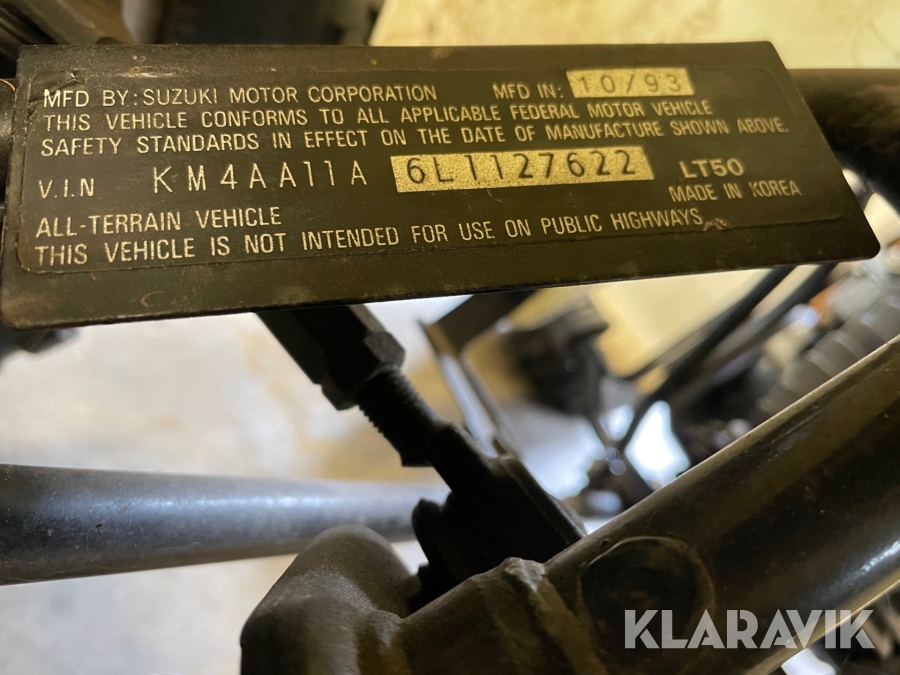 MFD BY: SUZUKI MOTOR CORPORATION MFD IN: 10/93
THIS VEHICLE CONFORMS TO ALL APPLICABLE FEDERAL MOTOR VEHICLE
SAFETY STANDARDS IN EFFECT ON THE DATE OF MANUFACTURE SHOWN ABOVE.
V.I.N KM4AA11A 6L1127622 LT50
MADE IN KOREA
ALL-TERRAIN VEHICLE
THIS VEHICLE IS NOT INTENDED FOR USE ON PUBLIC HIGHWAYS.
KLARAVIK